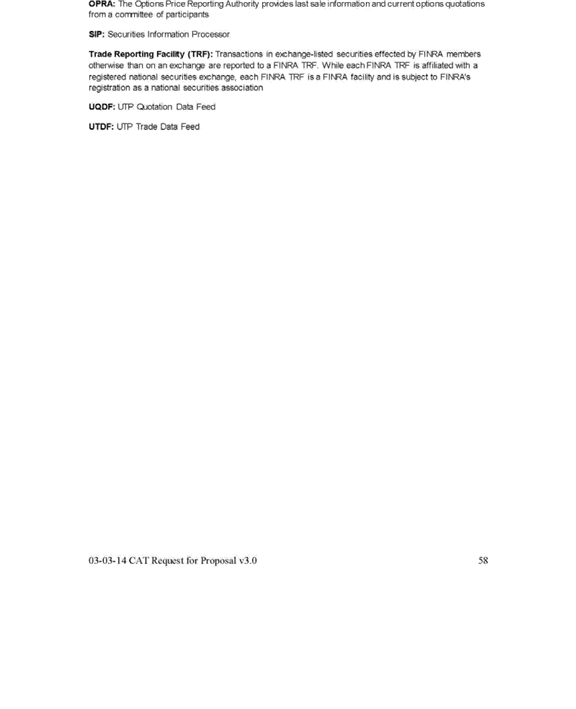 OPRA: The Options Price Reporting Authority provides last sale information and current options quotations
from a committee of participants
SIP: Securities Information Processor
Trade Reporting Facility (TRF): Transactions in exchange-listed securities effected by FINRA members
otherwise than on an exchange are reported to a FINRA TRF. While each FINRA TRF is affiliated with a
registered national securities exchange, each FINRA TRF is a FINRA facility and is subject to FINRA's
registration as a national securities association
UQDF: UTP Quotation Data Feed
UTDF: UTP Trade Data Feed
03-03-14 CAT Request for Proposal v3.0 58